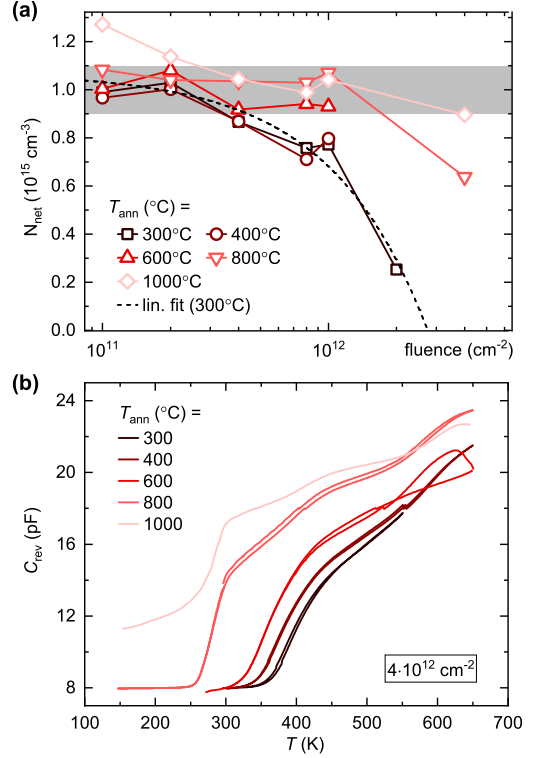 (a)
1.2
1.0
0.8
0.6
0.4
0.2
0.0
N_net (10^15 cm^-3)
T_ann (°C) =
300°C 400°C
600°C 800°C
1000°C
lin. fit (300°C)
10^11 10^12 fluence (cm^-2)
(b)
24
20
16
12
8
C_rev (pF)
T_ann (°C) =
300
400
600
800
1000
4·10^12 cm^-2
100 200 300 400 500 600 700
T (K)